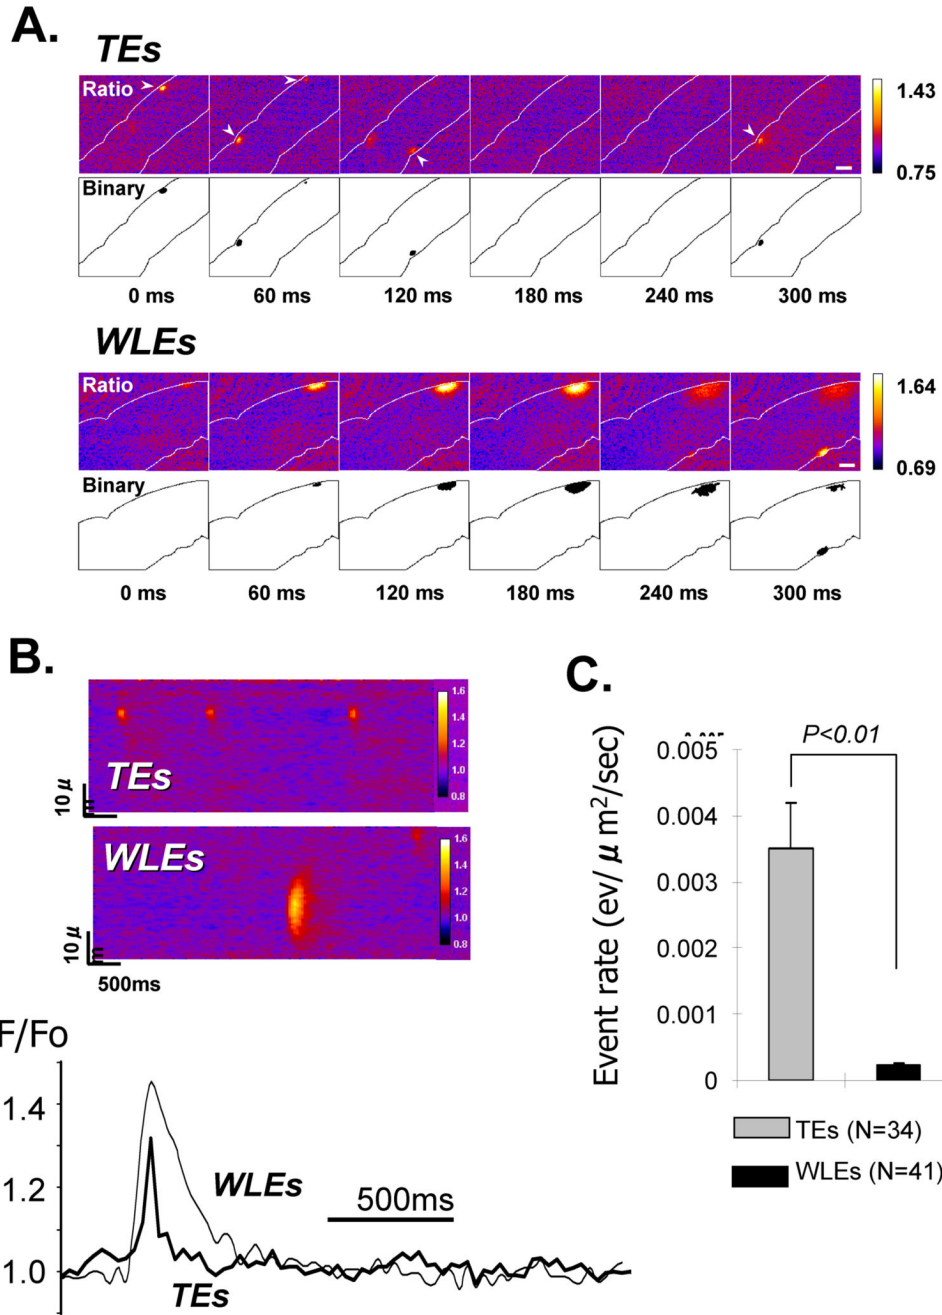 A.
TEs
Ratio
1.43
0.75
Binary
0 ms 60 ms 120 ms 180 ms 240 ms 300 ms
WLEs
Ratio
1.64
0.69
Binary
0 ms 60 ms 120 ms 180 ms 240 ms 300 ms
B.
1.6
1.4
1.2
1.0
0.8
TEs
10 μ
WLEs
1.6
1.4
1.2
1.0
0.8
10 μ
500ms
F/Fo
1.4
1.2
1.0
WLEs
500ms
TEs
C.
P<0.01
Event rate (ev/ μ m²/sec)
0.005
0.004
0.003
0.002
0.001
0
TEs (N=34)
WLEs (N=41)